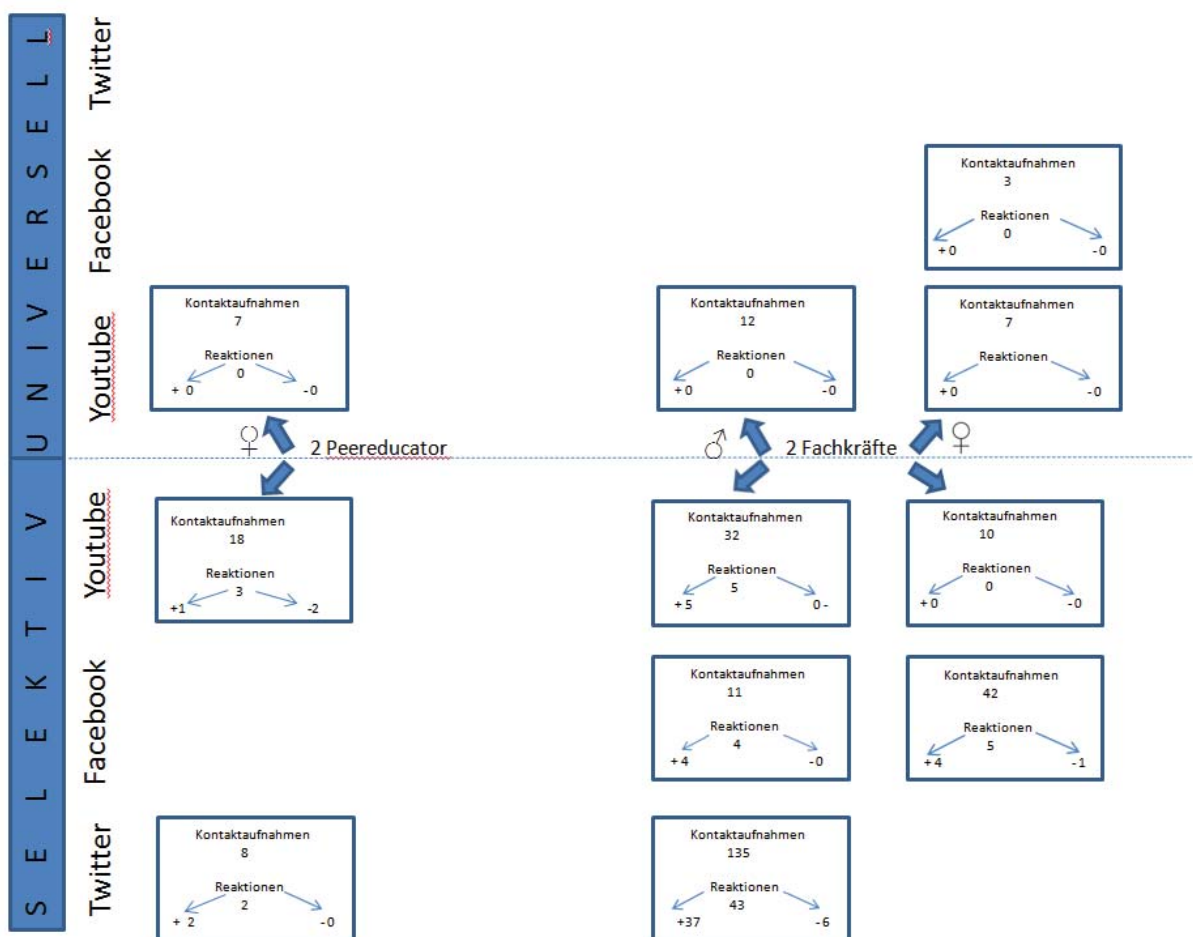 U N I V E R S E L L
Twitter
Facebook
Kontaktaufnahmen
3
Reaktionen
0
+0 -0
Youtube
Kontaktaufnahmen
7
Reaktionen
0
+ 0 -0
Kontaktaufnahmen
12
Reaktionen
0
+0 -0
Kontaktaufnahmen
7
Reaktionen
+0 -0
♀ 2 Peereducator ♂ 2 Fachkräfte ♀
S E L E K T I V
Youtube
Kontaktaufnahmen
18
Reaktionen
3
+1 -2
Kontaktaufnahmen
32
Reaktionen
5
+5 0-
Kontaktaufnahmen
10
Reaktionen
0
+0 -0
Facebook
Kontaktaufnahmen
11
Reaktionen
4
+4 -0
Kontaktaufnahmen
42
Reaktionen
5
+4 -1
Twitter
Kontaktaufnahmen
8
Reaktionen
2
+ 2 -0
Kontaktaufnahmen
135
Reaktionen
43
+37 -6